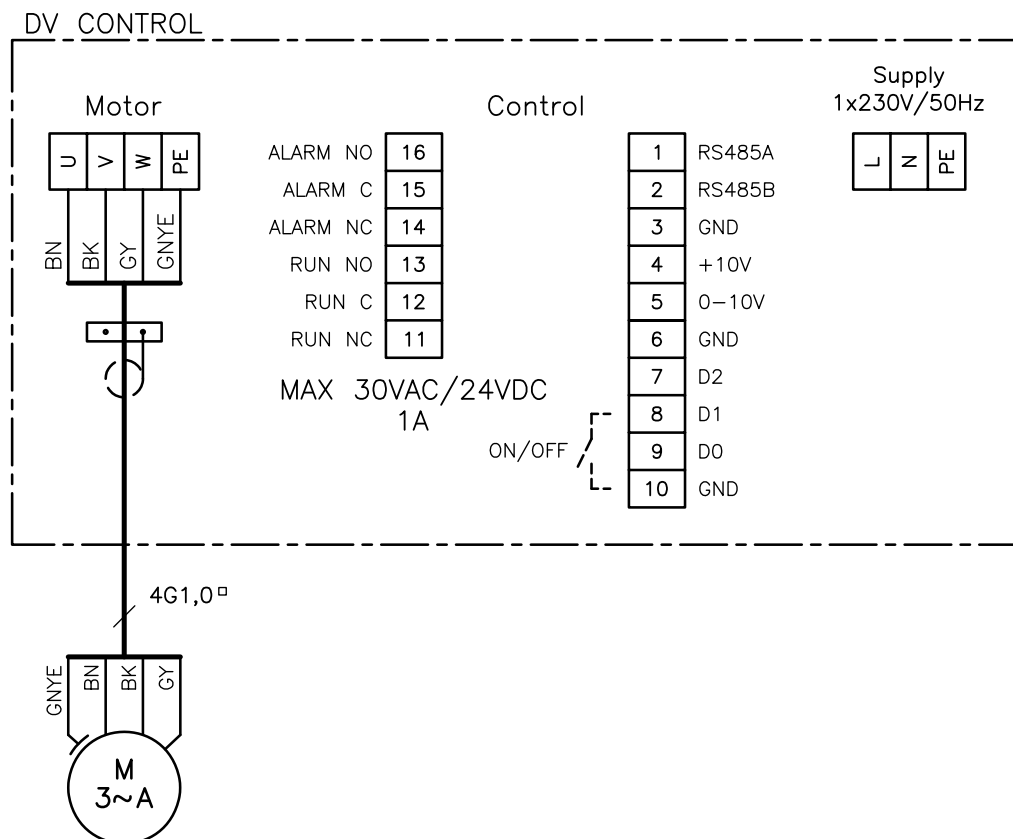 DV CONTROL
Motor
Control
Supply
1x230V/50Hz
U V W PE
L N PE
BN BK GY GNYE
ALARM NO 16
ALARM C 15
ALARM NC 14
RUN NO 13
RUN C 12
RUN NC 11
MAX 30VAC/24VDC
1A
1 RS485A
2 RS485B
3 GND
4 +10V
5 0-10V
6 GND
7 D2
8 D1
9 D0
10 GND
ON/OFF
4G1,0□
GNYE BN BK GY
M
3~A